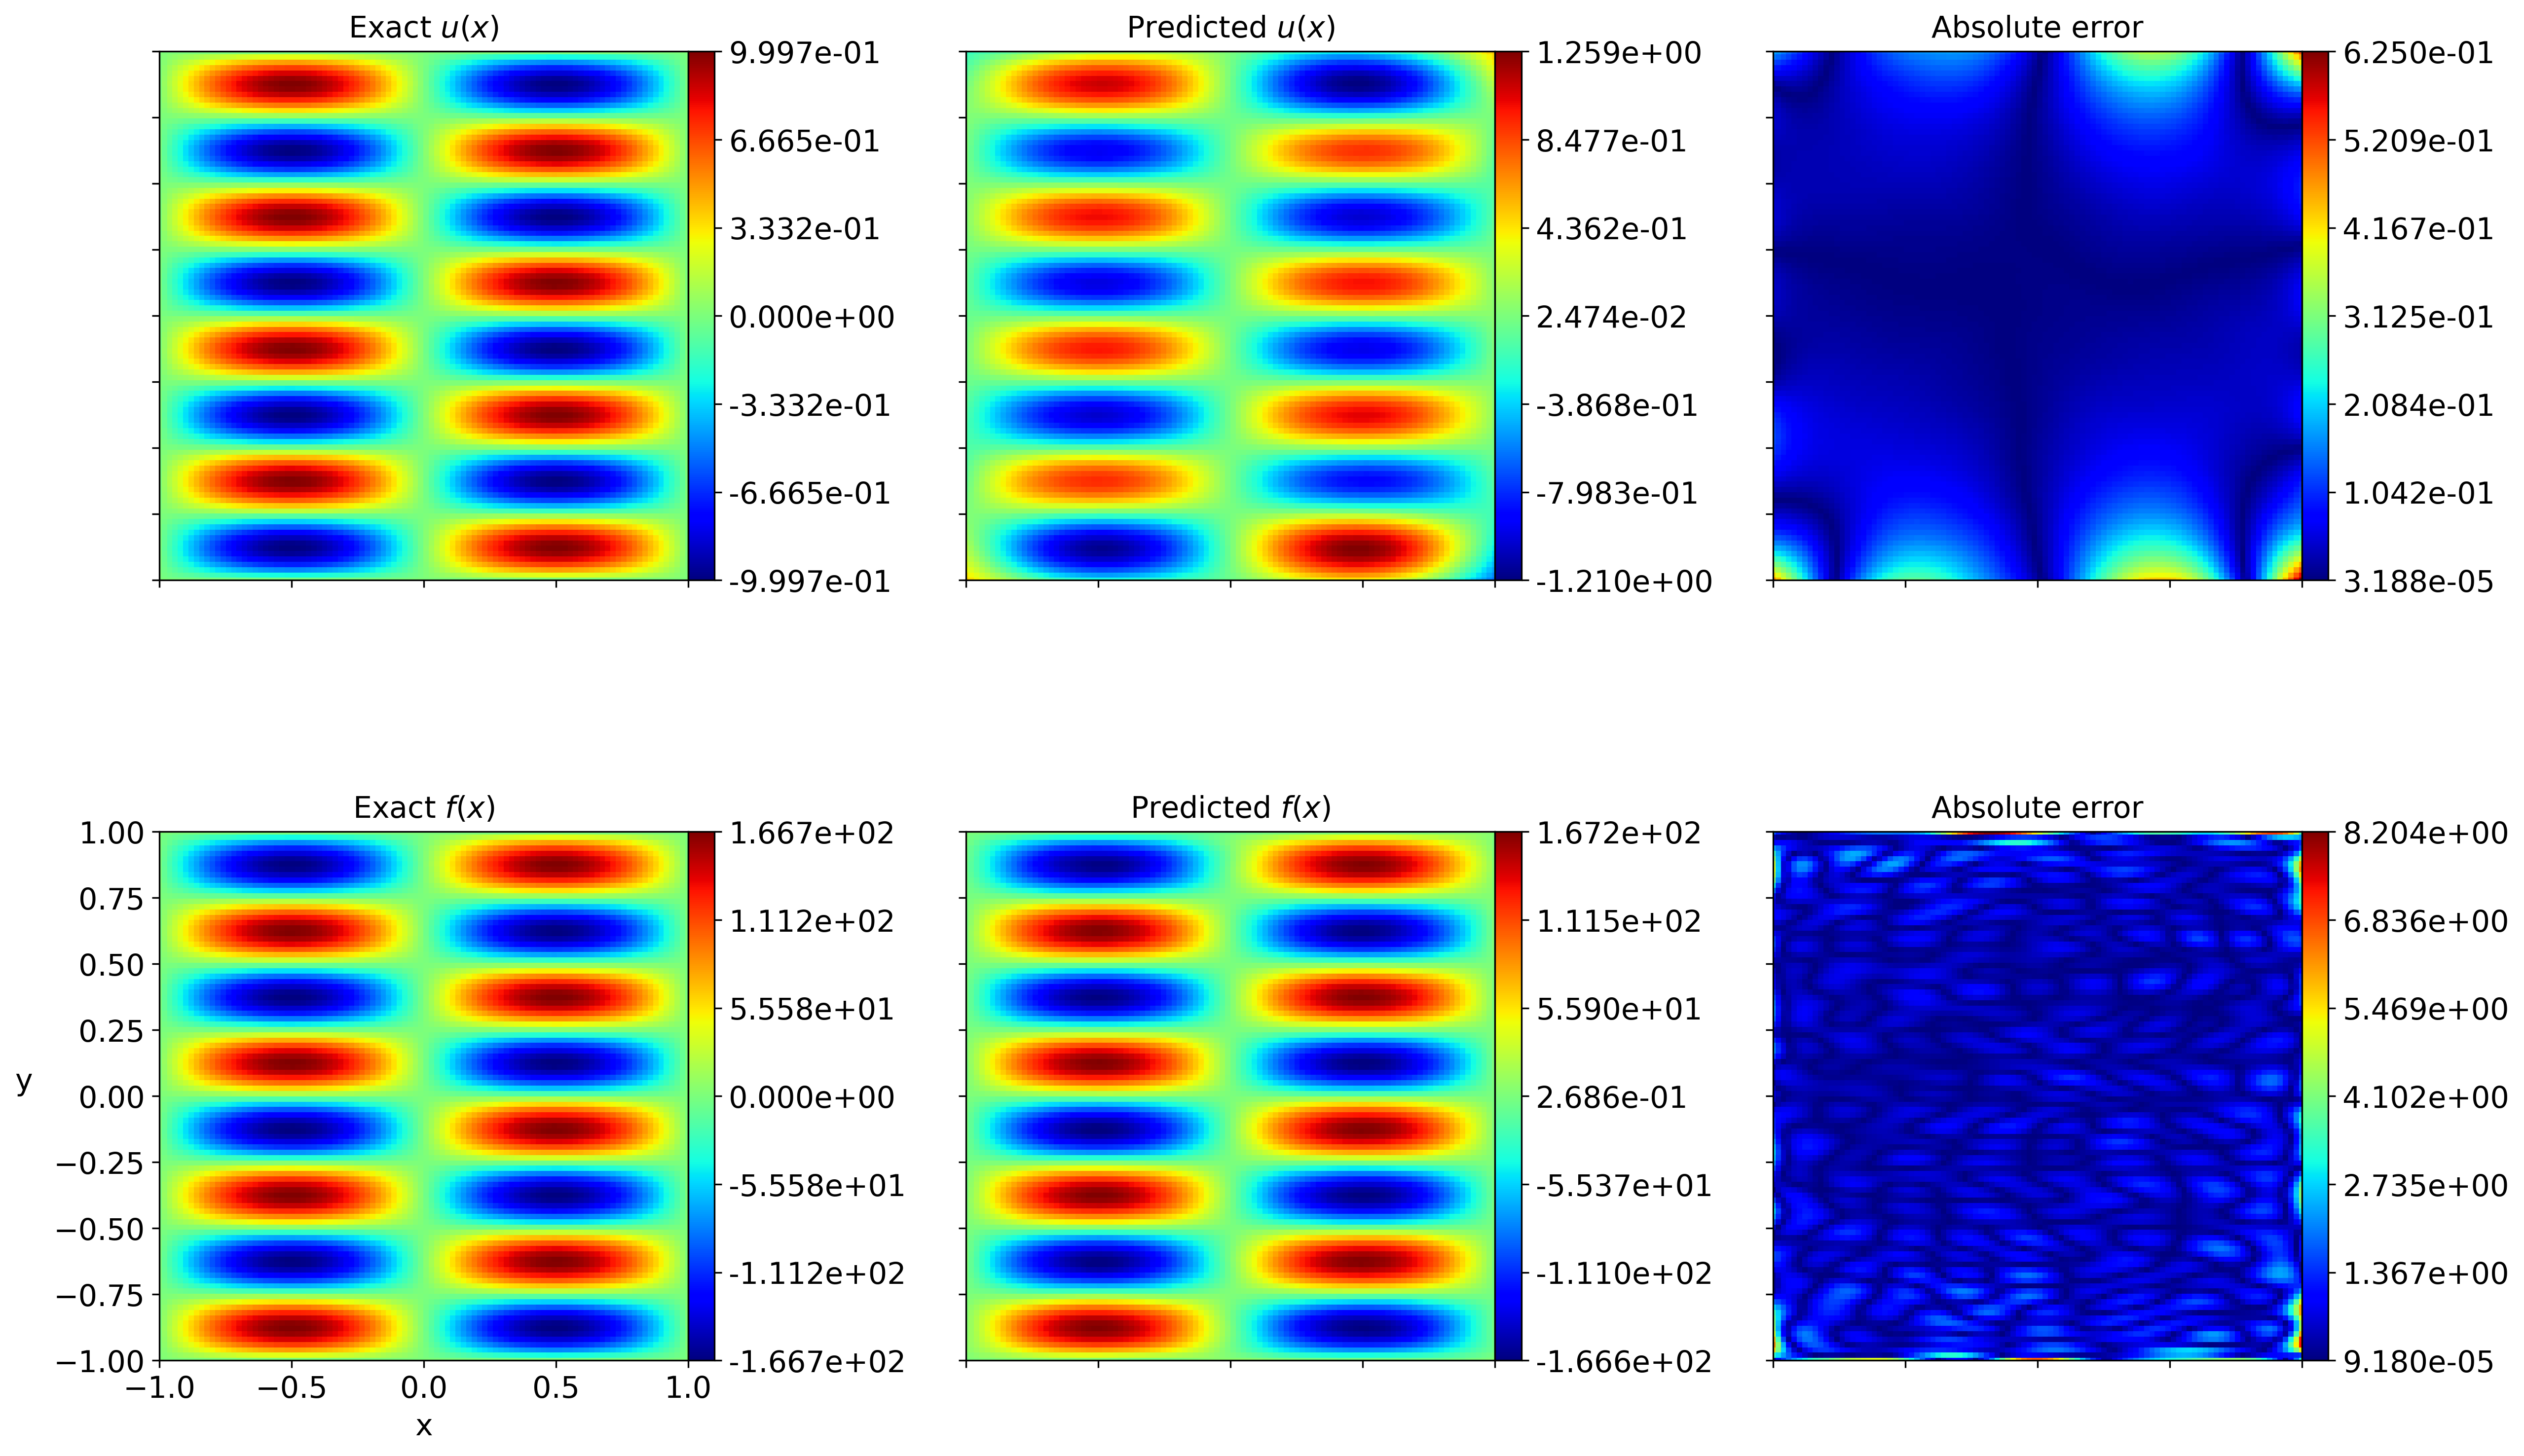 Exact u(x)
9.997e-01
6.665e-01
3.332e-01
0.000e+00
-3.332e-01
-6.665e-01
-9.997e-01
Predicted u(x)
1.259e+00
8.477e-01
4.362e-01
2.474e-02
-3.868e-01
-7.983e-01
-1.210e+00
Absolute error
6.250e-01
5.209e-01
4.167e-01
3.125e-01
2.084e-01
1.042e-01
3.188e-05
Exact f(x)
y
1.00
0.75
0.50
0.25
0.00
−0.25
−0.50
−0.75
−1.00
−1.0 −0.5 0.0 0.5 1.0
x
1.667e+02
1.112e+02
5.558e+01
0.000e+00
-5.558e+01
-1.112e+02
-1.667e+02
Predicted f(x)
1.672e+02
1.115e+02
5.590e+01
2.686e-01
-5.537e+01
-1.110e+02
-1.666e+02
Absolute error
8.204e+00
6.836e+00
5.469e+00
4.102e+00
2.735e+00
1.367e+00
9.180e-05